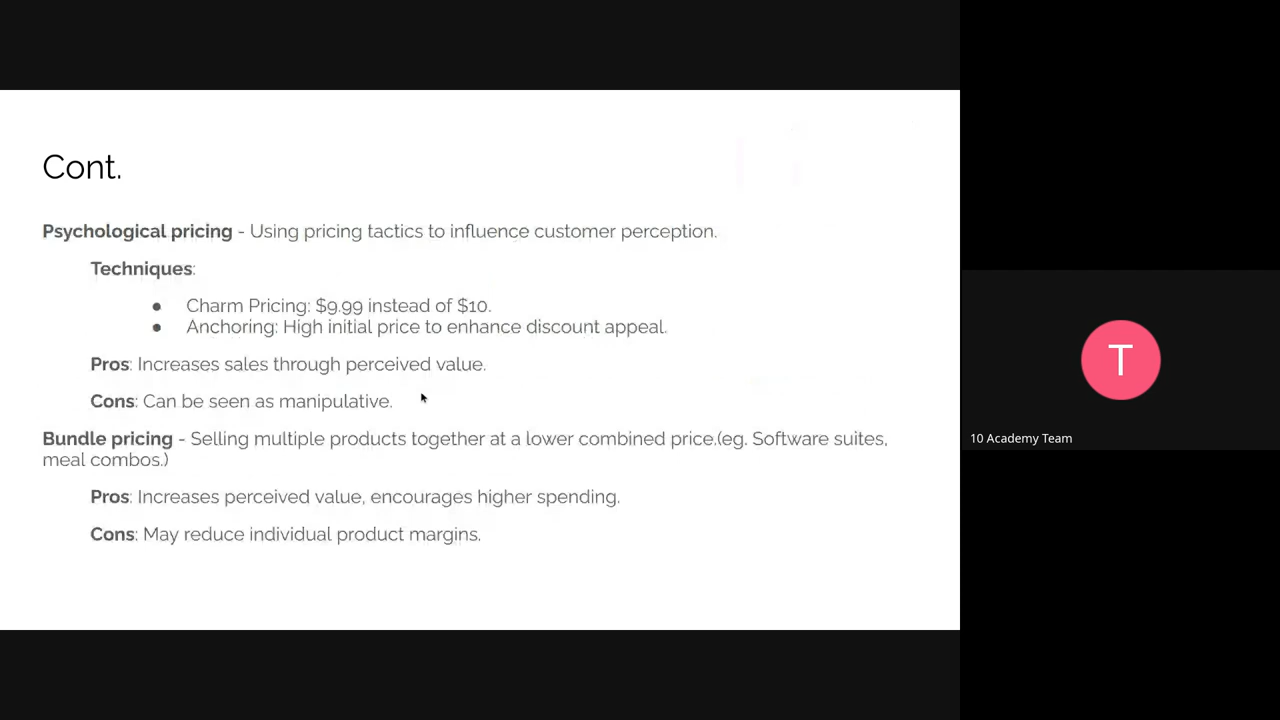 Cont.
Psychological pricing - Using pricing tactics to influence customer perception.
Techniques:
● Charm Pricing: $9.99 instead of $10.
● Anchoring: High initial price to enhance discount appeal.
Pros: Increases sales through perceived value.
Cons: Can be seen as manipulative.
Bundle pricing - Selling multiple products together at a lower combined price.(eg. Software suites,
meal combos.)
Pros: Increases perceived value, encourages higher spending.
Cons: May reduce individual product margins.
T
10 Academy Team